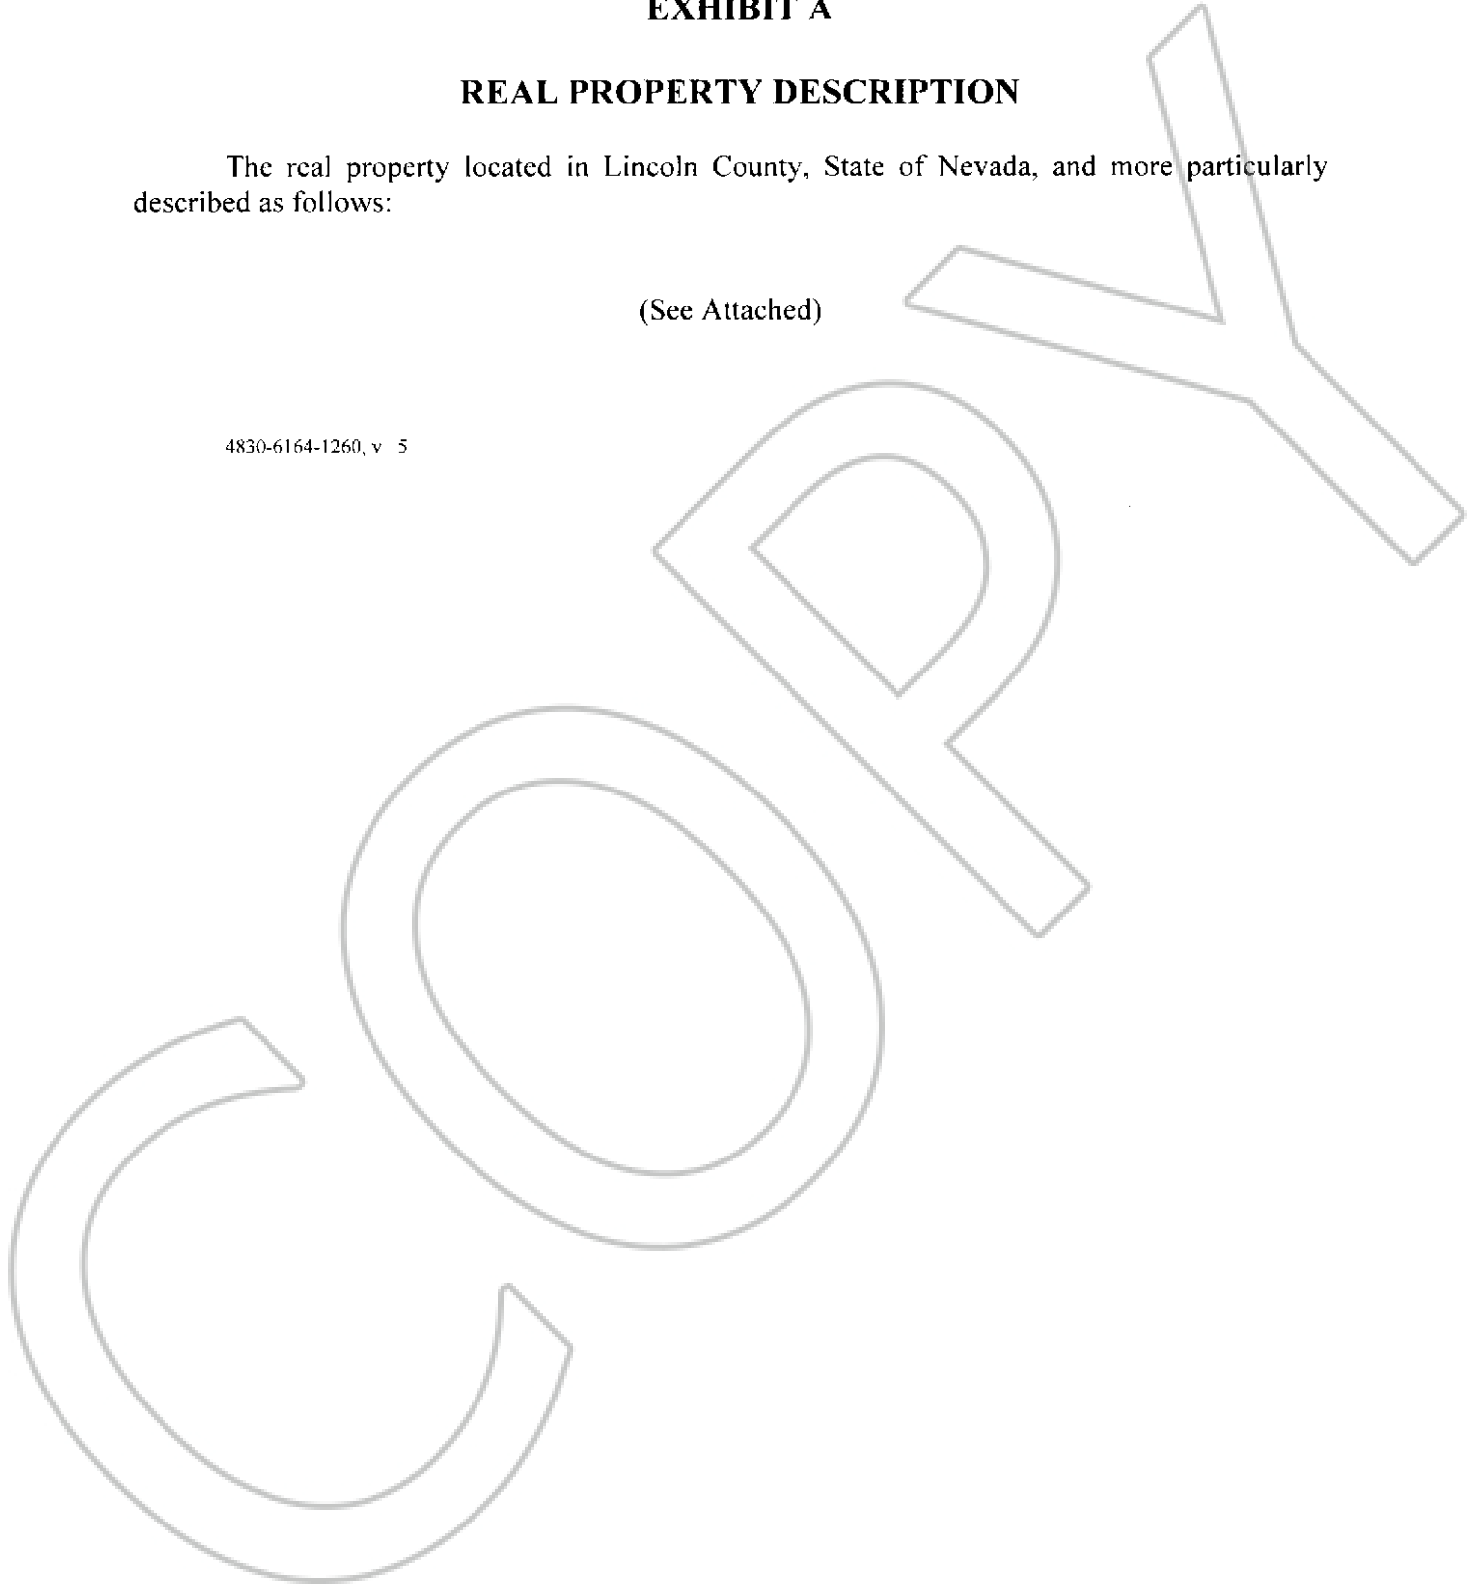 EXHIBIT A
REAL PROPERTY DESCRIPTION
The real property located in Lincoln County, State of Nevada, and more particularly
described as follows:
(See Attached)
4830-6164-1260, v 5
COPY